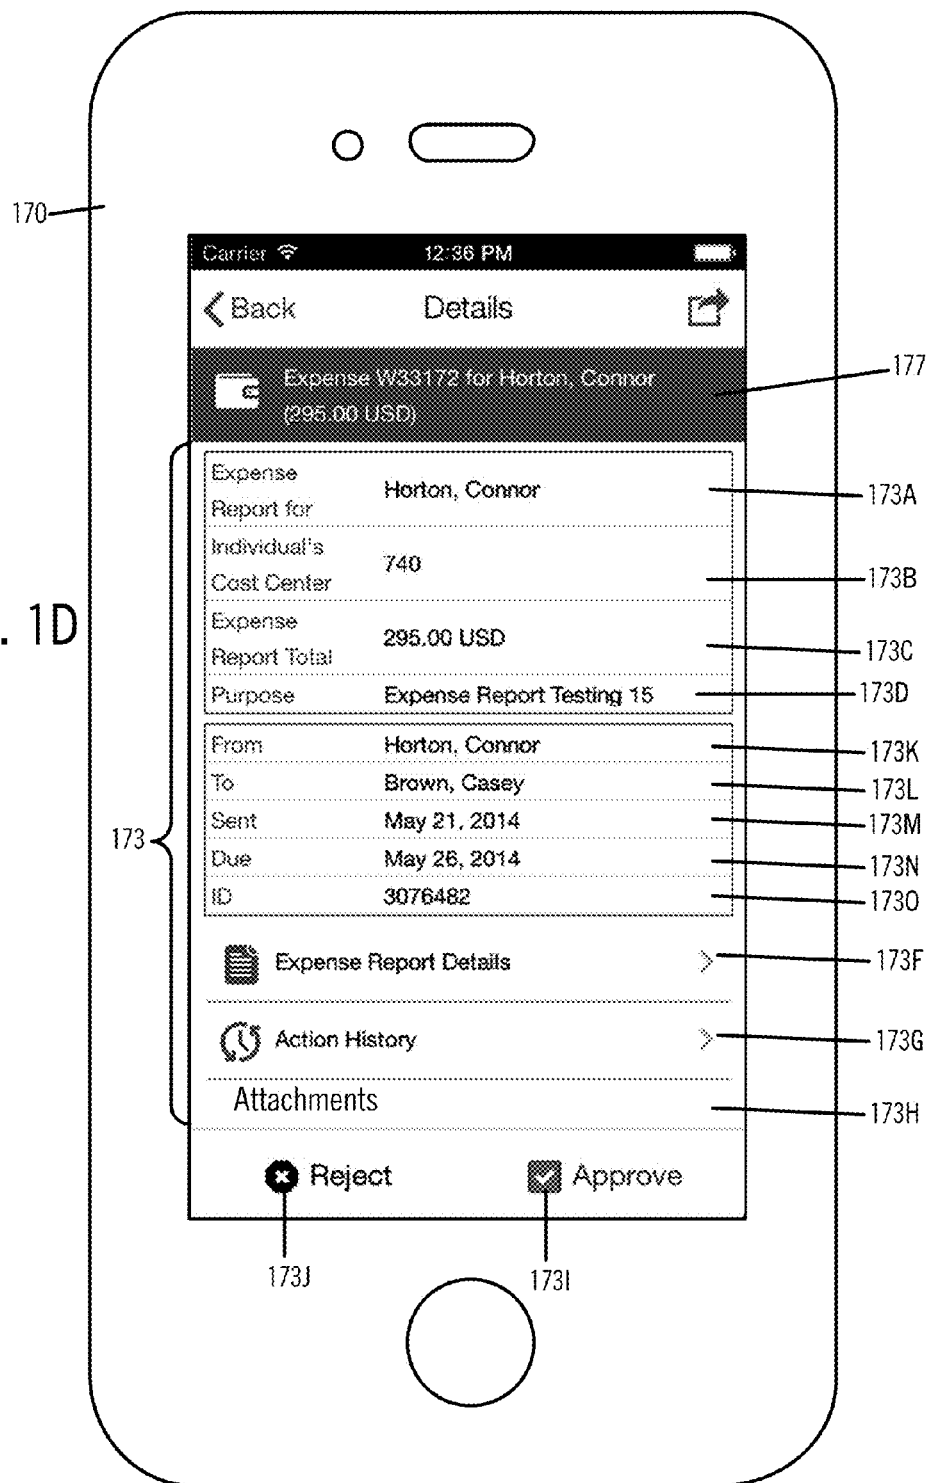 170
Carrier 12:36 PM
Back Details
Expense W33172 for Horton, Connor
(295.00 USD)
177
Expense
Report for
Horton, Connor
173A
Individual's
Cost Center
740
173B
. 1D
Expense
Report Total
295.00 USD
173C
Purpose Expense Report Testing 15 173D
From Horton, Connor 173K
To Brown, Casey 173L
Sent May 21, 2014 173M
173
Due May 26, 2014 173N
ID 3076482 173O
Expense Report Details 173F
Action History 173G
Attachments 173H
Reject Approve
173J 173I